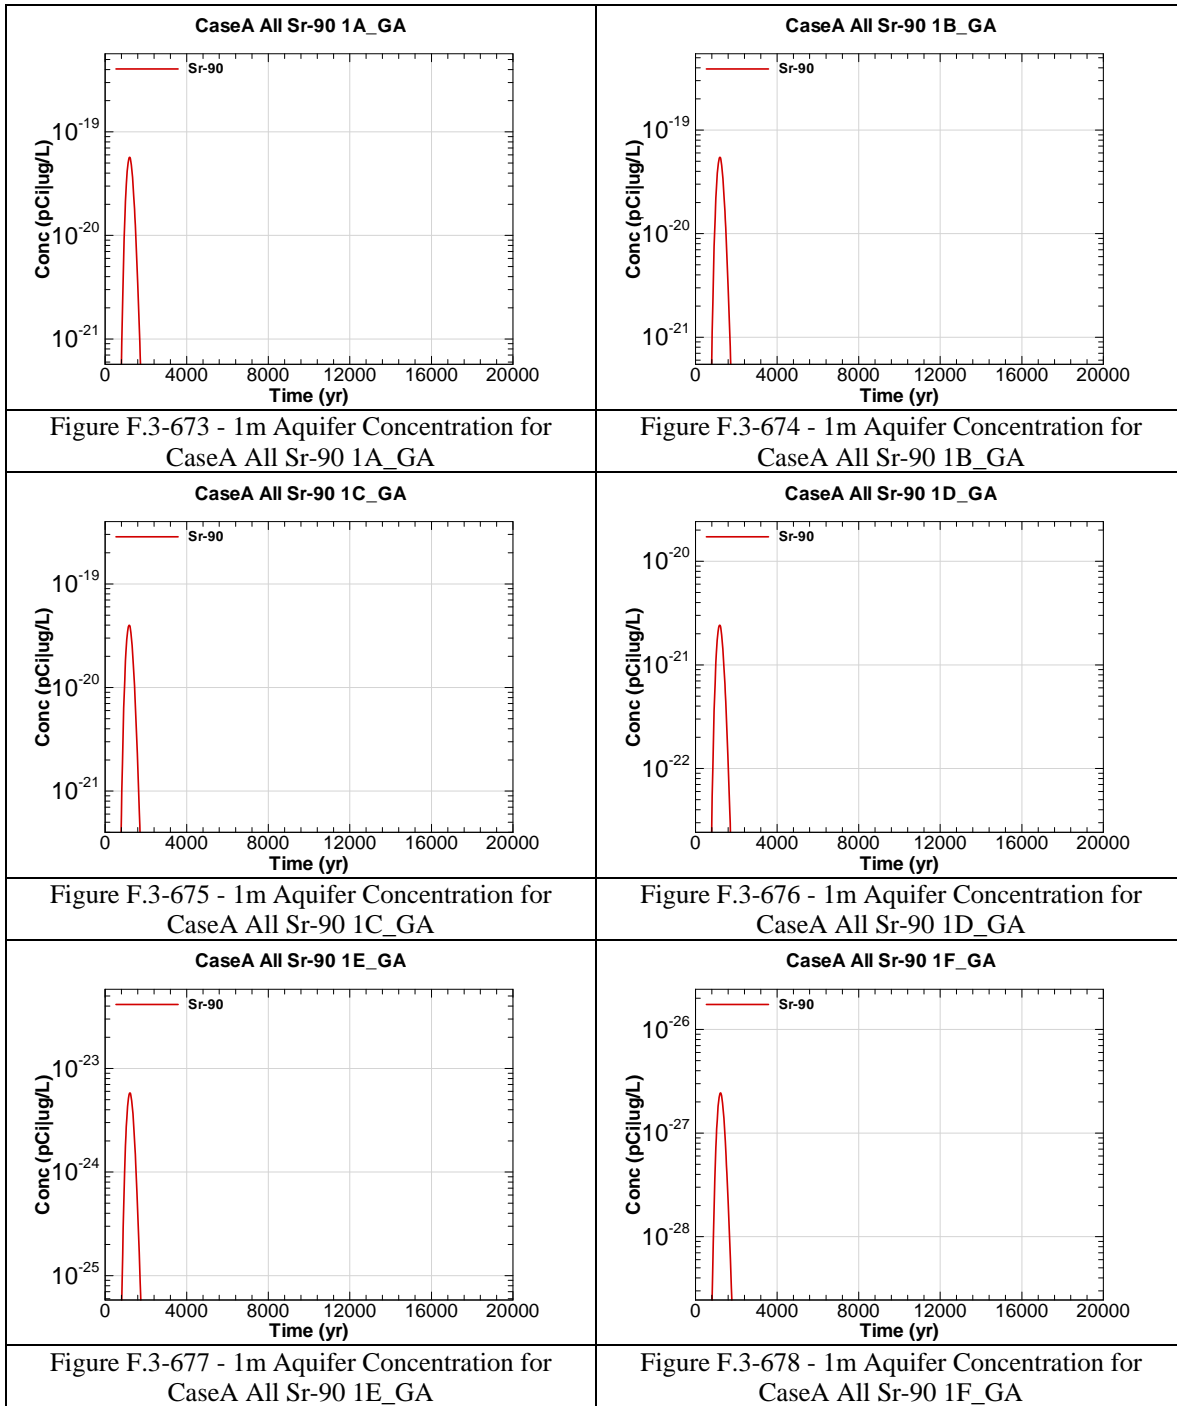 CaseA All Sr-90 1A_GA
Sr-90
10-19
10-20
10-21
Conc (pCi|ug/L)
0 4000 8000 12000 16000 20000
Time (yr)
Figure F.3-673 - 1m Aquifer Concentration for
CaseA All Sr-90 1A_GA
CaseA All Sr-90 1B_GA
Sr-90
10-19
10-20
10-21
Conc (pCi|ug/L)
0 4000 8000 12000 16000 20000
Time (yr)
Figure F.3-674 - 1m Aquifer Concentration for
CaseA All Sr-90 1B_GA
CaseA All Sr-90 1C_GA
Sr-90
10-19
10-20
10-21
Conc (pCi|ug/L)
0 4000 8000 12000 16000 20000
Time (yr)
Figure F.3-675 - 1m Aquifer Concentration for
CaseA All Sr-90 1C_GA
CaseA All Sr-90 1D_GA
Sr-90
10-20
10-21
10-22
Conc (pCi|ug/L)
0 4000 8000 12000 16000 20000
Time (yr)
Figure F.3-676 - 1m Aquifer Concentration for
CaseA All Sr-90 1D_GA
CaseA All Sr-90 1E_GA
Sr-90
10-23
10-24
10-25
Conc (pCi|ug/L)
0 4000 8000 12000 16000 20000
Time (yr)
Figure F.3-677 - 1m Aquifer Concentration for
CaseA All Sr-90 1E_GA
CaseA All Sr-90 1F_GA
Sr-90
10-26
10-27
10-28
Conc (pCi|ug/L)
0 4000 8000 12000 16000 20000
Time (yr)
Figure F.3-678 - 1m Aquifer Concentration for
CaseA All Sr-90 1F_GA